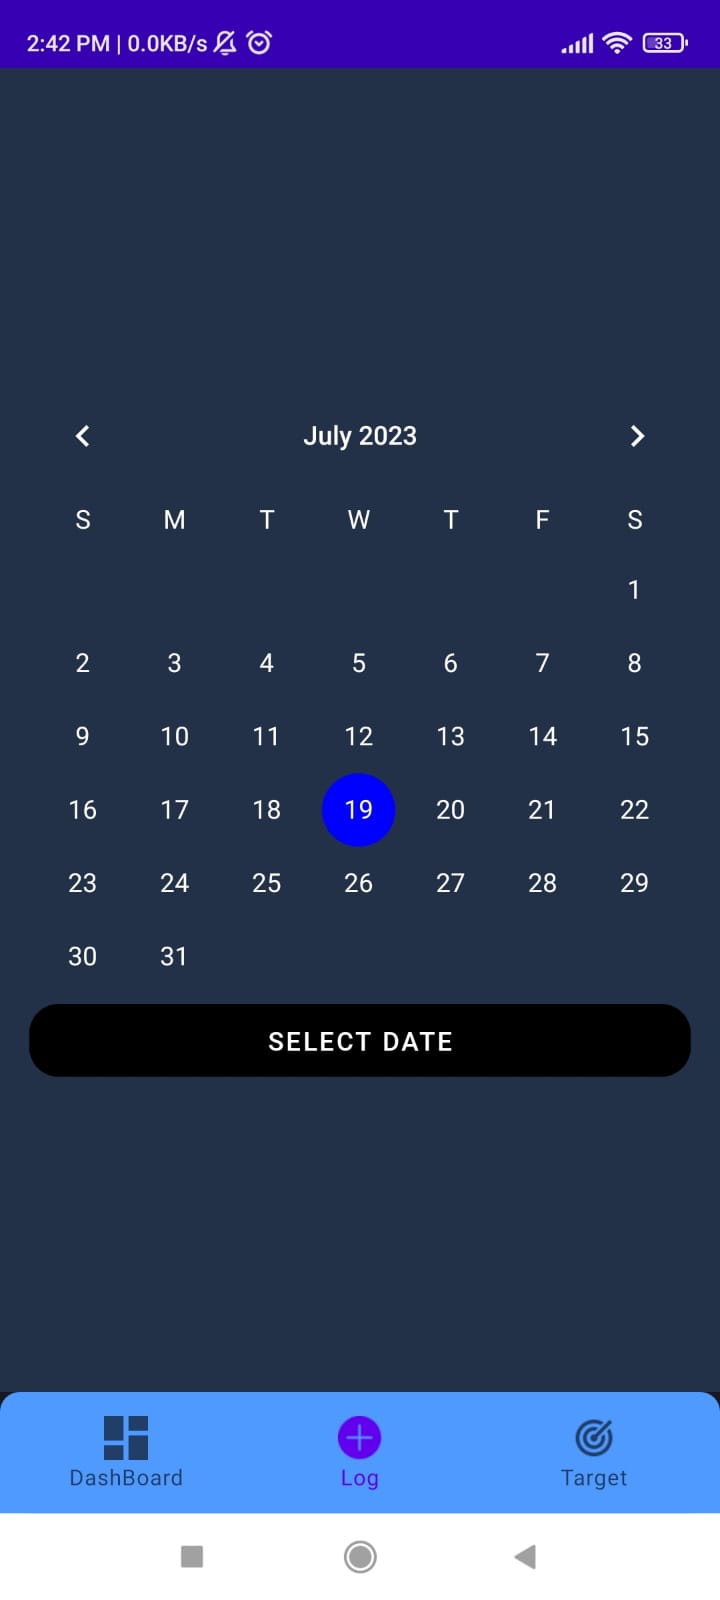 2:42 PM | 0.0KB/s 33
July 2023
S M T W T F S
1
2 3 4 5 6 7 8
9 10 11 12 13 14 15
16 17 18 19 20 21 22
23 24 25 26 27 28 29
30 31
SELECT DATE
DashBoard Log Target